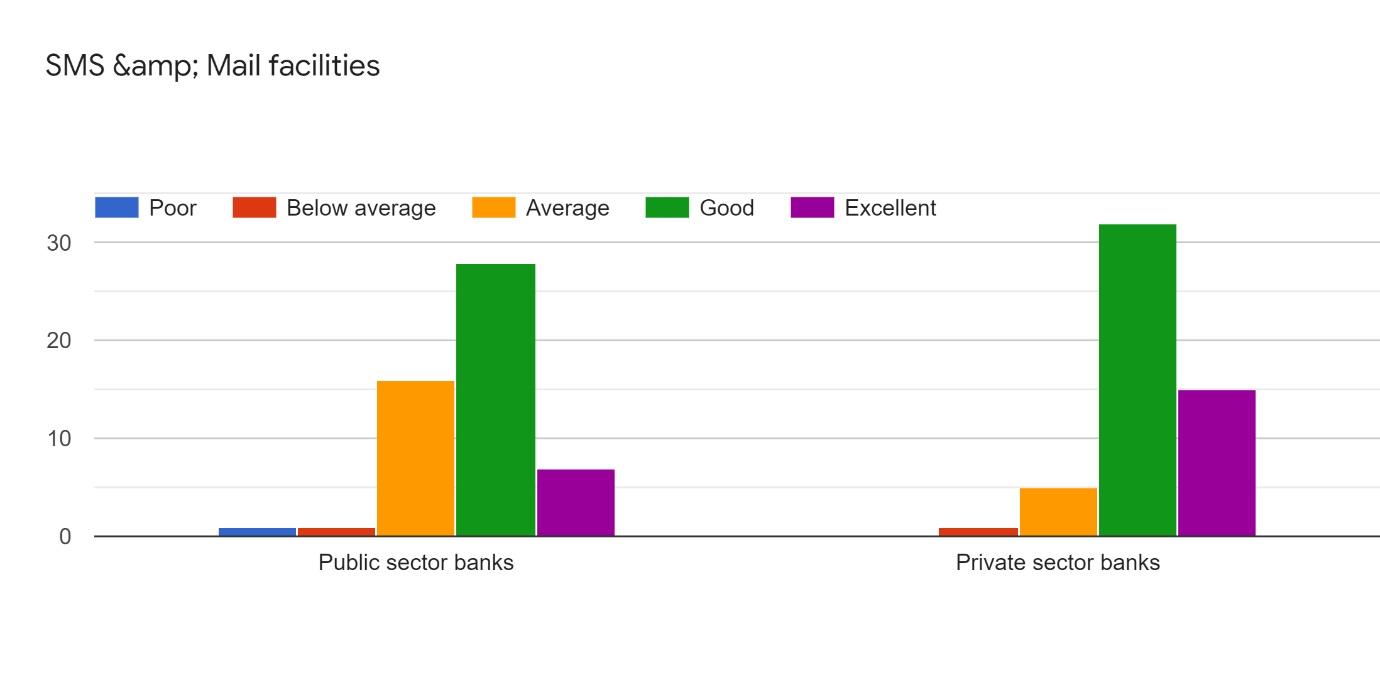 SMS &amp; Mail facilities
Poor Below average Average Good Excellent
30
20
10
0
Public sector banks Private sector banks